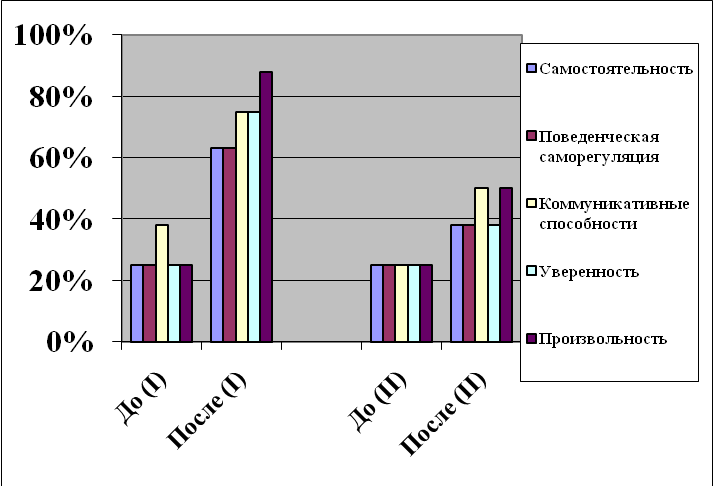 100%
80%
60%
40%
20%
0%
До (I)
После (I)
До (II)
После (II)
Самостоятельность
Поведенческая
саморегуляция
Коммуникативные
способности
Уверенность
Произвольность